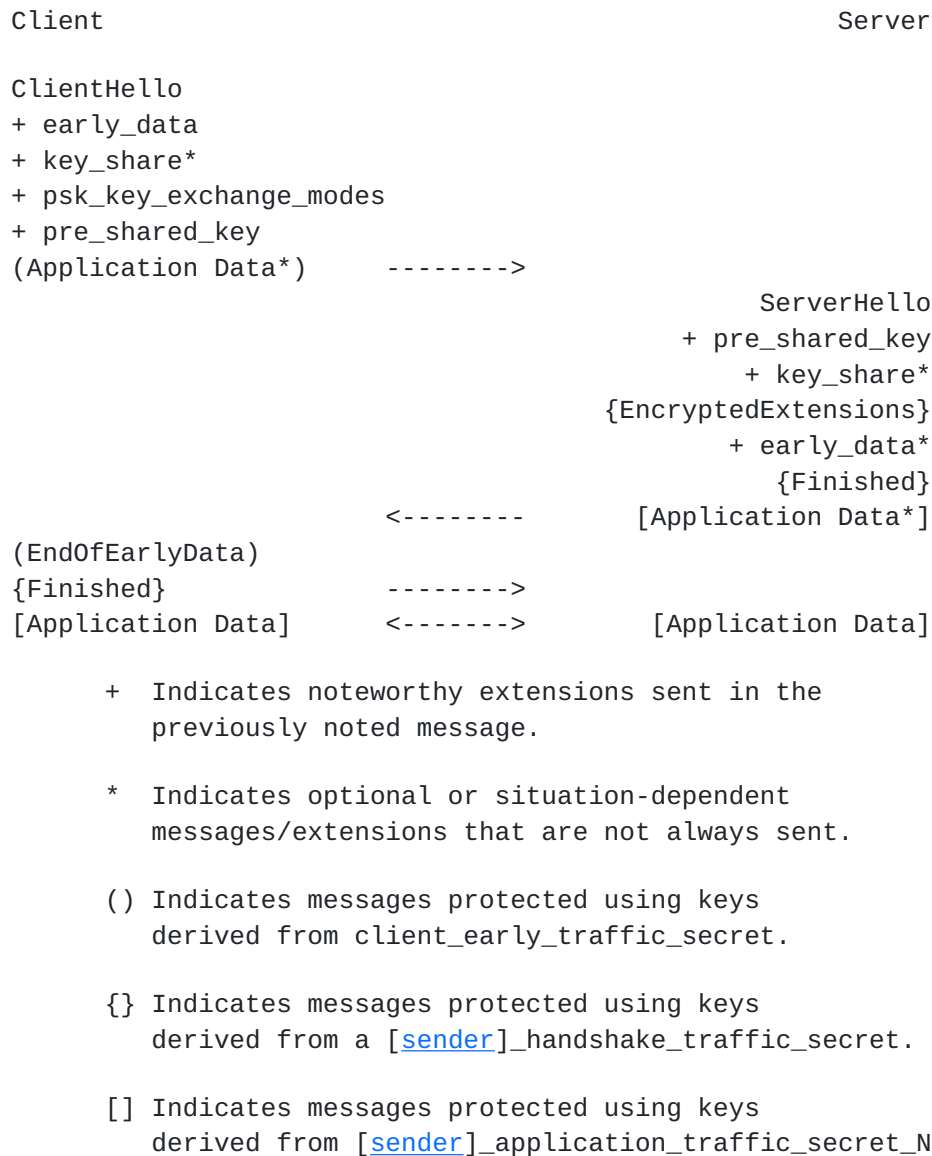 Client                                               Server

ClientHello
+ early_data
+ key_share*
+ psk_key_exchange_modes
+ pre_shared_key
(Application Data*)     -------->
                                                ServerHello
                                           + pre_shared_key
                                               + key_share*
                                      {EncryptedExtensions}
                                              + early_data*
                                                 {Finished}
                        <--------       [Application Data*]
(EndOfEarlyData)
{Finished}              -------->
[Application Data]      <------->        [Application Data]

      +  Indicates noteworthy extensions sent in the
         previously noted message.

      *  Indicates optional or situation-dependent
         messages/extensions that are not always sent.

      () Indicates messages protected using keys
         derived from client_early_traffic_secret.

      {} Indicates messages protected using keys
         derived from a [sender]_handshake_traffic_secret.

      [] Indicates messages protected using keys
         derived from [sender]_application_traffic_secret_N